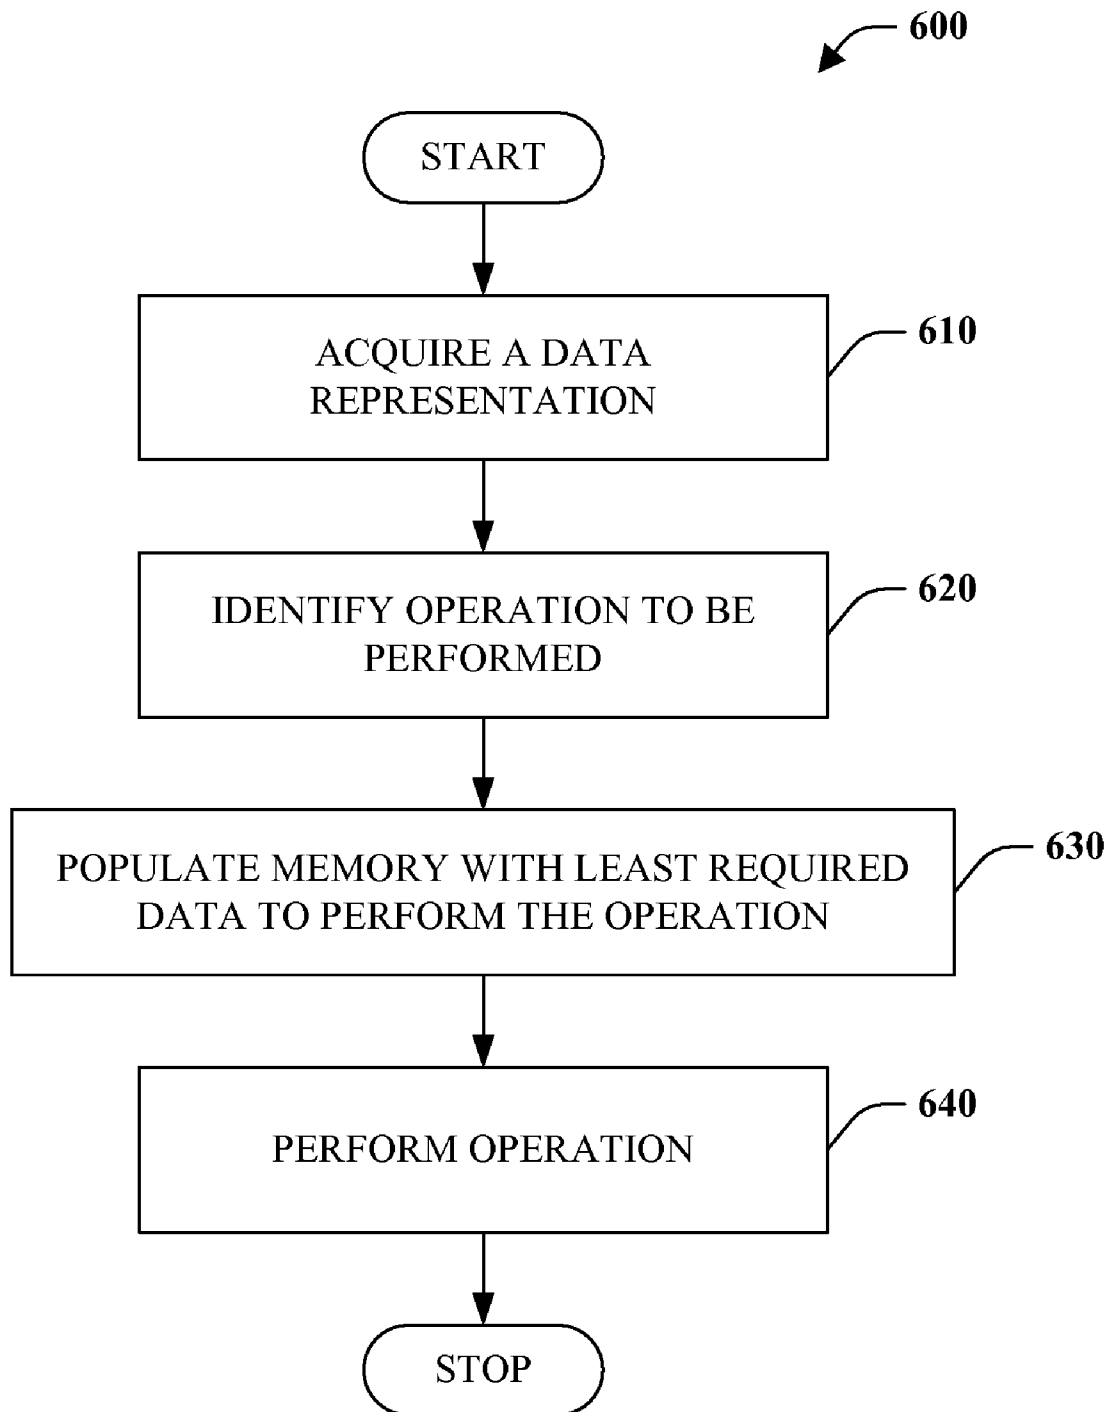 600
START
ACQUIRE A DATA
REPRESENTATION
610
IDENTIFY OPERATION TO BE
PERFORMED
620
POPULATE MEMORY WITH LEAST REQUIRED
DATA TO PERFORM THE OPERATION
630
PERFORM OPERATION
640
STOP